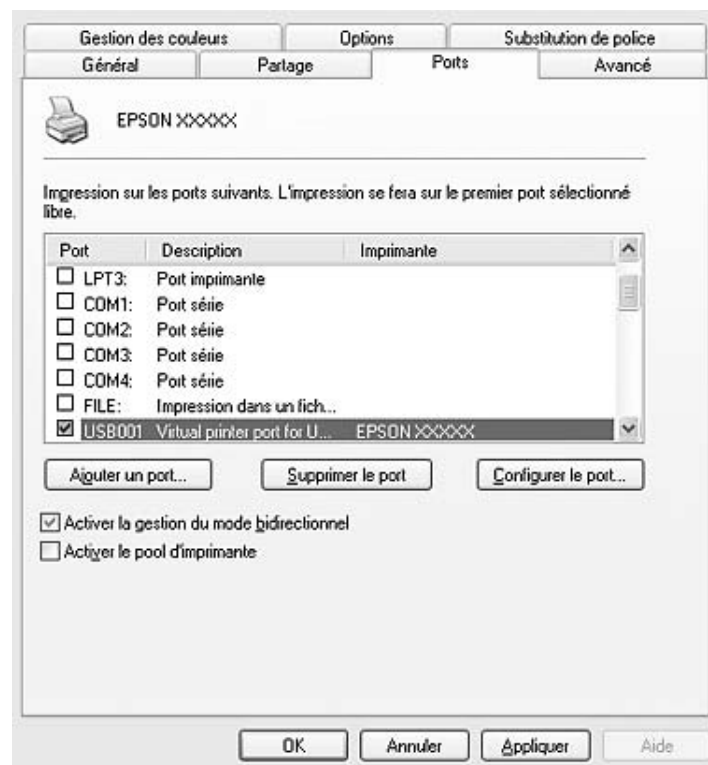 Gestion des couleurs Options Substitution de police
Général Partage Ports Avancé
EPSON XXXXX
Impression sur les ports suivants. L'impression se fera sur le premier port sélectionné
libre.
Port Description Imprimante
LPT3: Port imprimante
COM1: Port série
COM2: Port série
COM3: Port série
COM4: Port série
FILE: Impression dans un fich...
USB001 Virtual printer port for U... EPSON XXXXX
Ajouter un port... Supprimer le port Configurer le port...
Activer la gestion du mode bidirectionnel
Activer le pool d'imprimante
OK Annuler Appliquer Aide